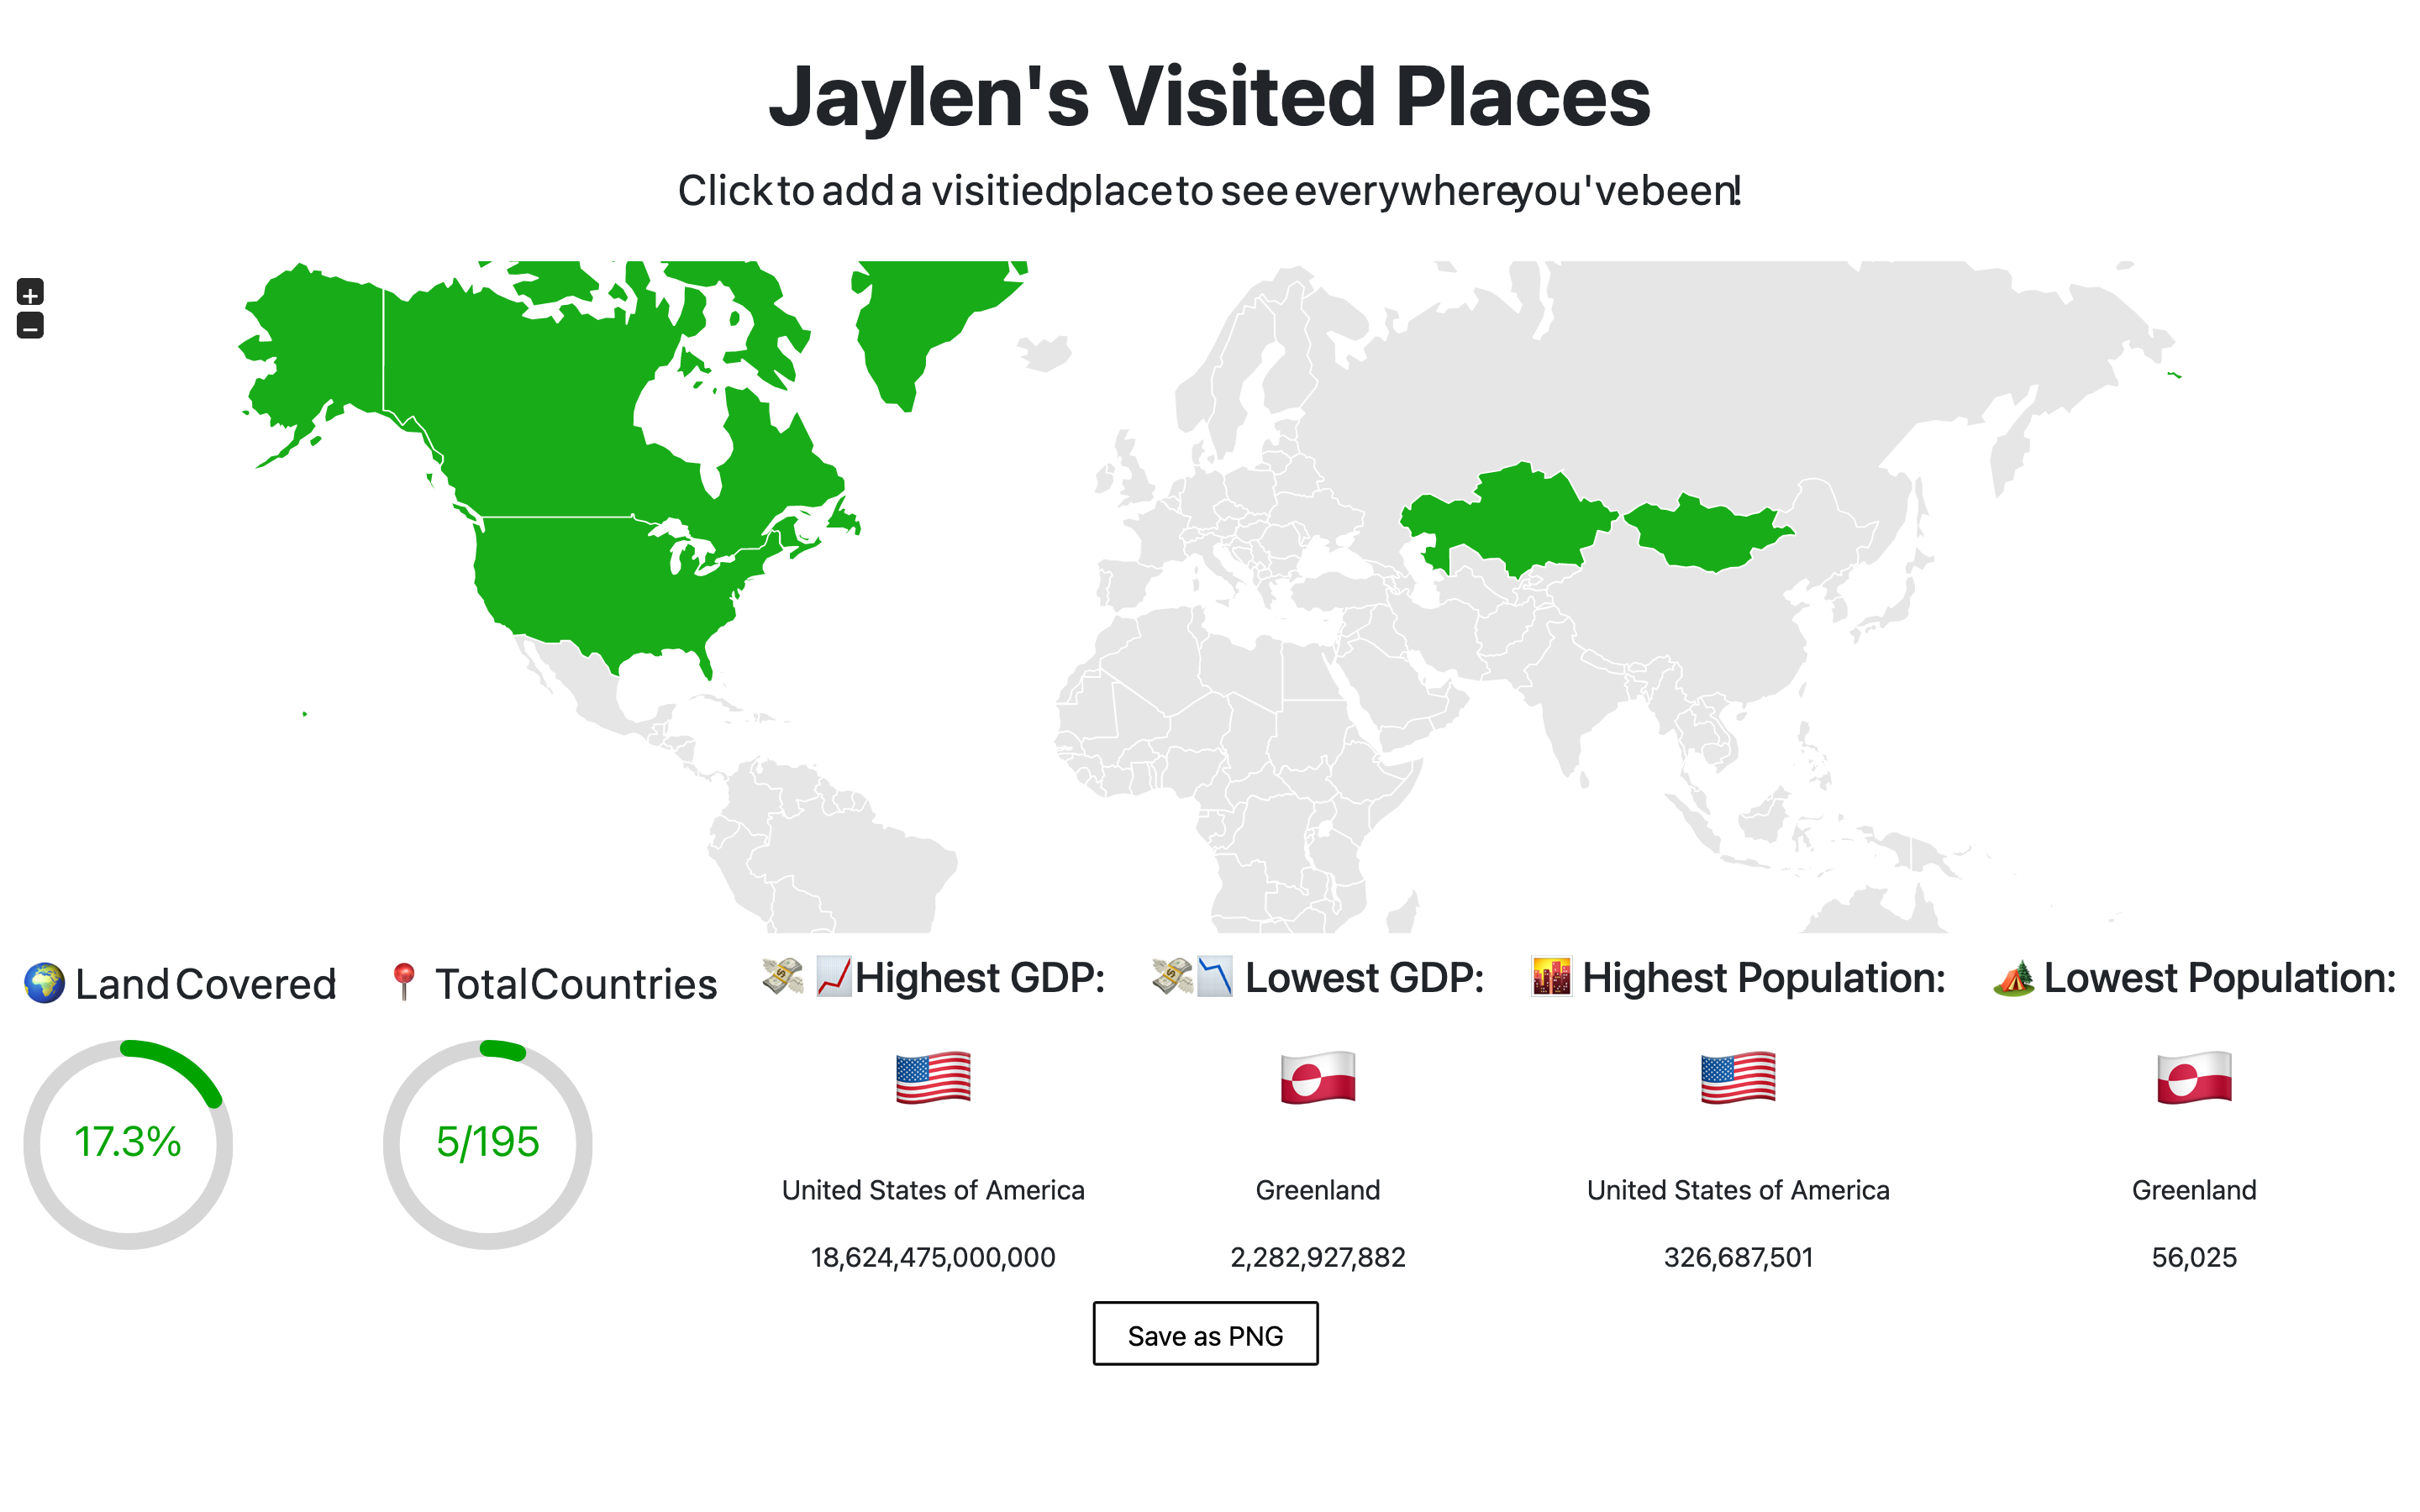 Jaylen's Visited Places
Click to add a visitied place to see everywhere you've been!
+
−
🌍 Land Covered:
📍 Total Countries:
💸 📈Highest GDP:
💸📉 Lowest GDP:
🌇 Highest Population:
🏕️ Lowest Population:
17.3%
5/195
United States of America
Greenland
United States of America
Greenland
18,624,475,000,000
2,282,927,882
326,687,501
56,025
Save as PNG